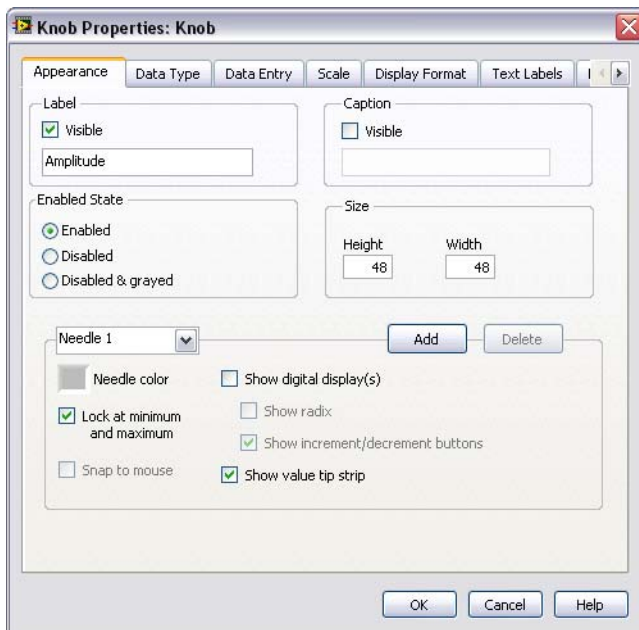 Knob Properties: Knob
Appearance
Data Type
Data Entry
Scale
Display Format
Text Labels
Label
Visible
Amplitude
Caption
Visible
Enabled State
Enabled
Disabled
Disabled & grayed
Size
Height
Width
48
48
Needle 1
Add
Delete
Needle color
Show digital display(s)
Lock at minimum
and maximum
Show radix
Show increment/decrement buttons
Snap to mouse
Show value tip strip
OK
Cancel
Help